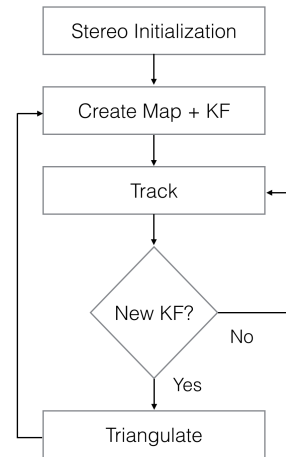 Stereo Initialization
Create Map + KF
Track
New KF?
No
Yes
Triangulate